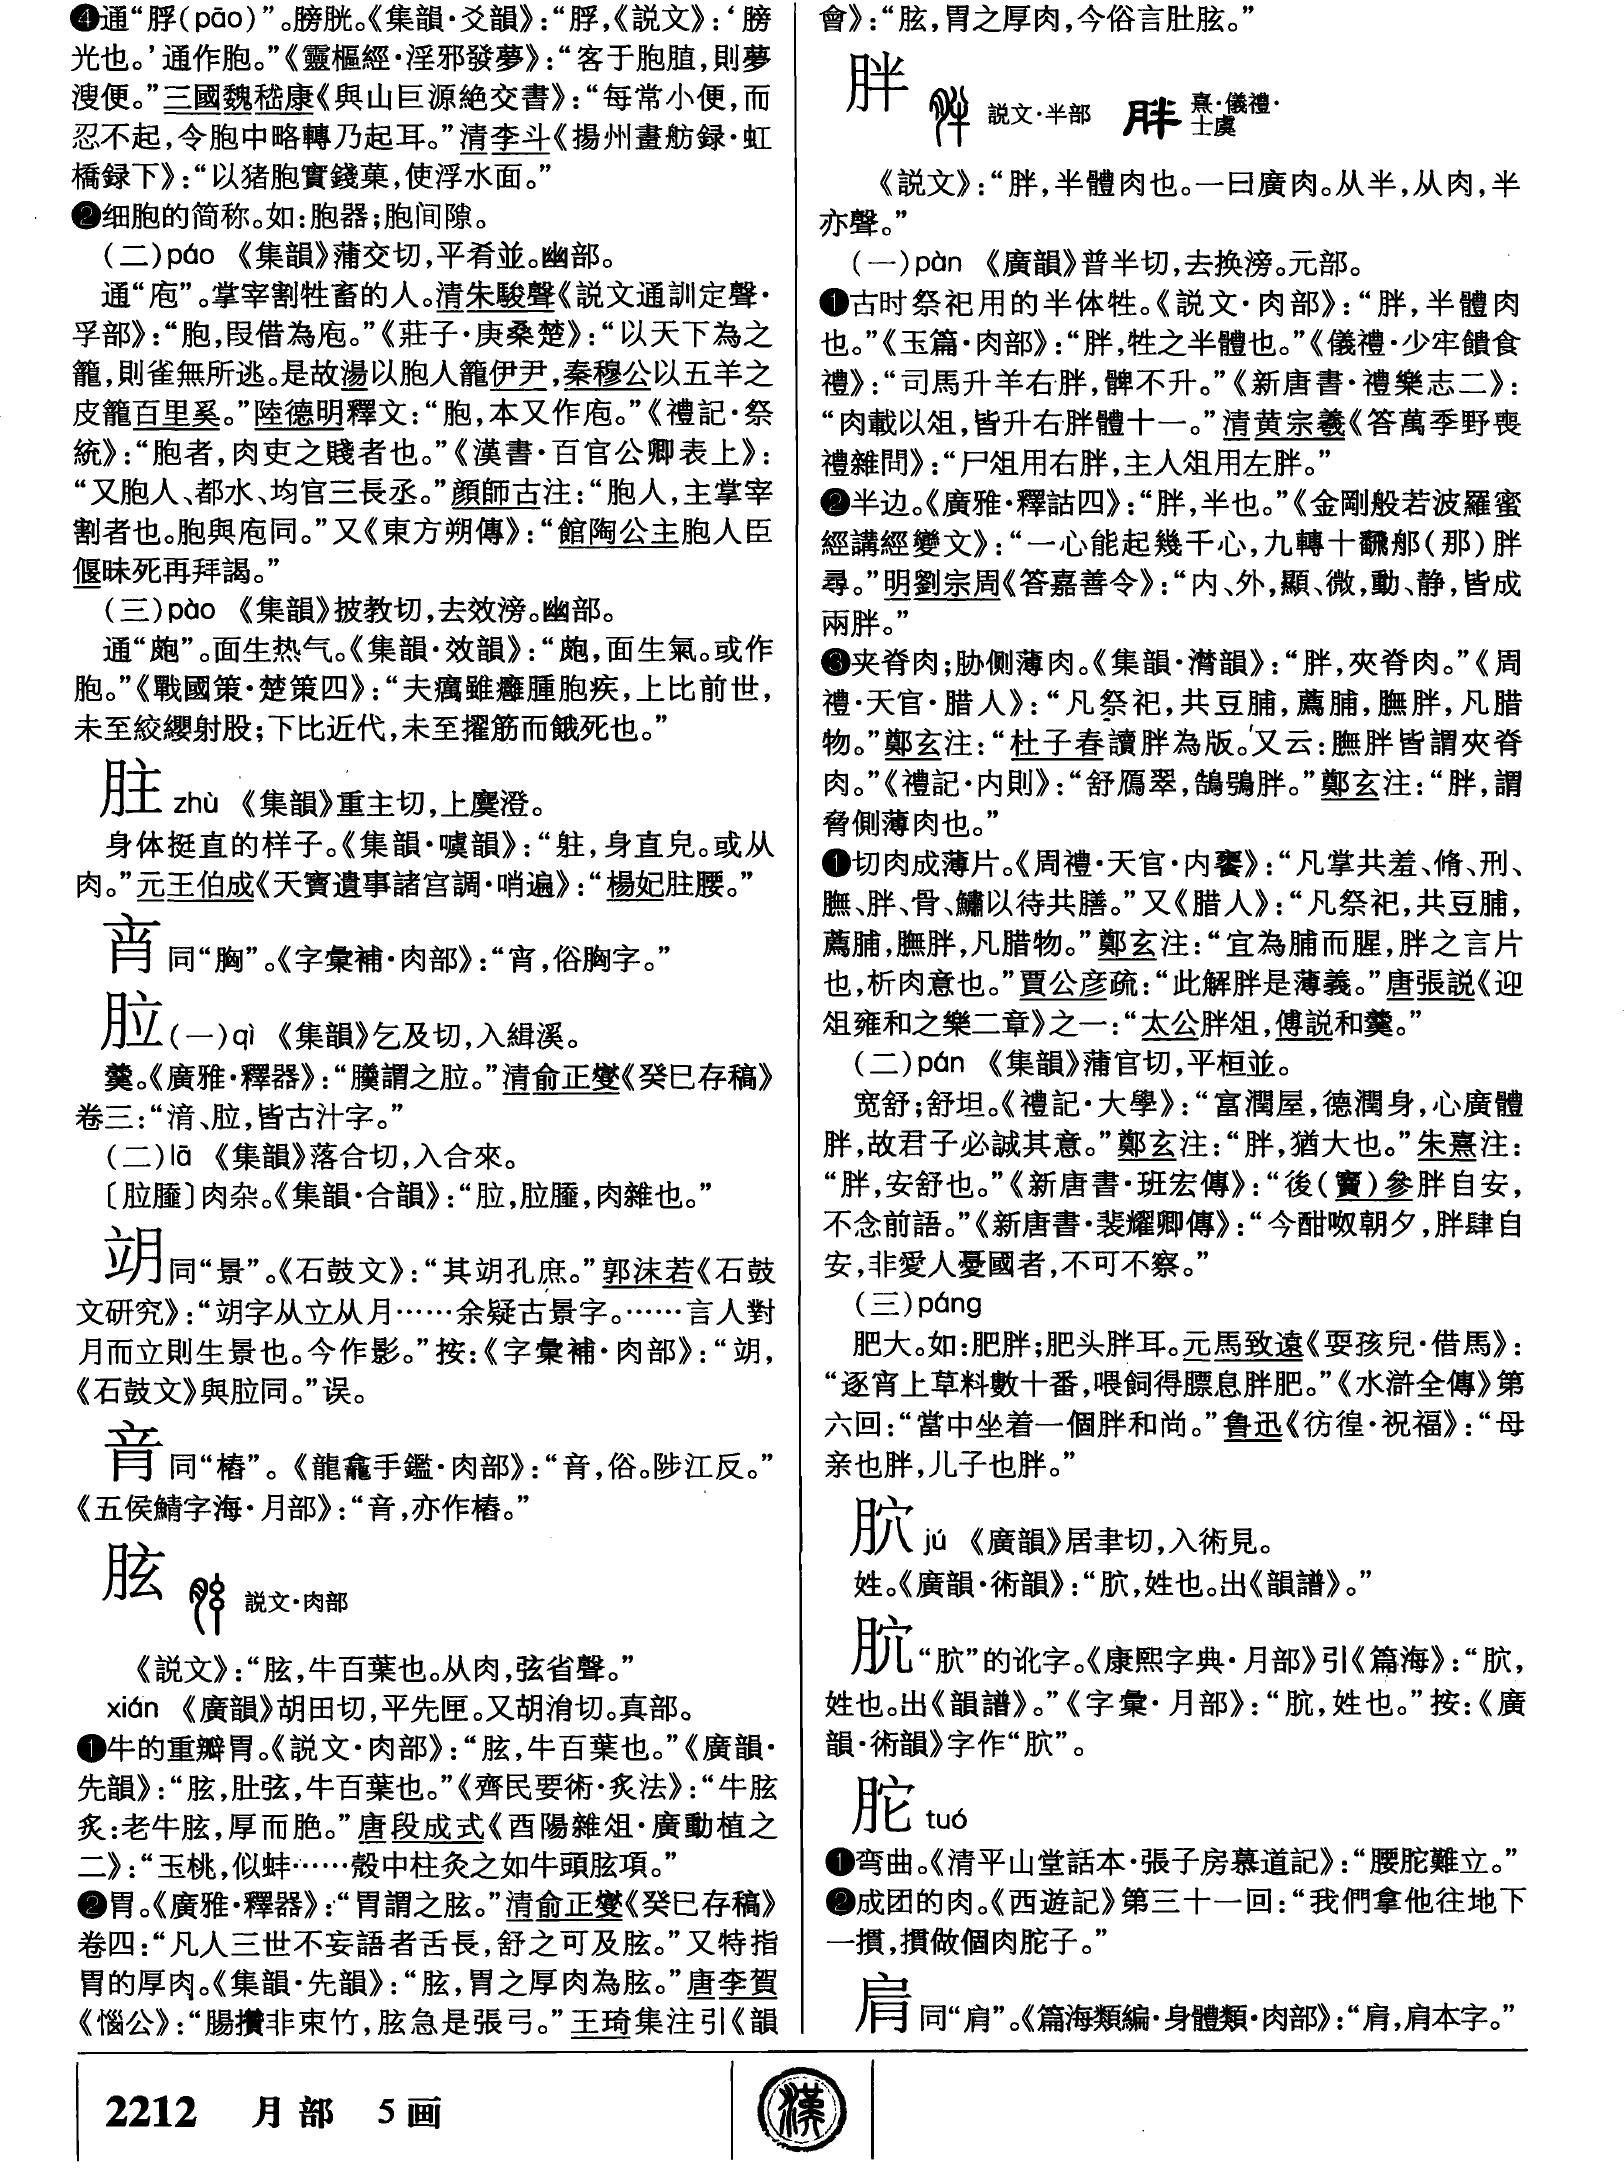 ❹通“脬(pāo)”。膀胱。《集韻·爻韻》：“脬，《説文》：‘膀
光也。’通作胞。”《靈樞經·淫邪發夢》：“客于胞䐈，則夢
溲便。”三國魏嵇康《與山巨源絶交書》：“每常小便，而
忍不起，令胞中略轉乃起耳。”清李斗《揚州畫舫録·虹
橋録下》：“以猪胞實錢菓，使浮水面。”
❷细胞的简称。如：胞器；胞间隙。
(二)páo 《集韻》蒲交切，平肴並。幽部。
通“庖”。掌宰割牲畜的人。清朱駿聲《説文通訓定聲·
孚部》：“胞，叚借為庖。”《莊子·庚桑楚》：“以天下為之
籠，則雀無所逃。是故湯以胞人籠伊尹，秦穆公以五羊之
皮籠百里奚。”陸德明釋文：“胞，本又作庖。”《禮記·祭
統》：“胞者，肉吏之賤者也。”《漢書·百官公卿表上》：
“又胞人、都水、均官三長丞。”顔師古注：“胞人，主掌宰
割者也。胞與庖同。”又《東方朔傳》：“館陶公主胞人臣
偃昧死再拜謁。”
(三)pào 《集韻》披教切，去效滂。幽部。
通“皰”。面生热气。《集韻·效韻》：“皰，面生氣。或作
胞。”《戰國策·楚策四》：“夫癘雖癰腫胞疾，上比前世，
未至絞纓射股；下比近代，未至擢筋而餓死也。”
䏭 zhù 《集韻》重主切，上麌澄。
身体挺直的样子。《集韻·噳韻》：“䠱，身直皃。或从
肉。”元王伯成《天寳遺事諸宫調·哨遍》：“楊妃䏭腰。”
䏰同“胸”。《字彙補·肉部》：“䏰，俗胸字。”
䏠(一)qì 《集韻》乞及切，入緝溪。
羹。《廣雅·釋器》：“膹謂之䏠。”清俞正燮《癸巳存稿》
卷三：“湇、䏠，皆古汁字。”
(二)lā 《集韻》落合切，入合來。
〔䏠𦠿〕肉杂。《集韻·合韻》：“䏠，䏠𦠿，肉雜也。”
䏠同“景”。《石鼓文》：“其䏠孔庶。”郭沫若《石鼓
文研究》：“䏠字从立从月……余疑古景字。……言人對
月而立則生景也。今作影。”按：《字彙補·肉部》：“䏠，
《石鼓文》與䏠同。”误。
同“樁”。《龍龕手鑑·肉部》：“，俗。陟江反。”
《五侯鯖字海·月部》：“，亦作樁。”
胘 説文·肉部
《説文》：“胘，牛百葉也。从肉，弦省聲。”
xián 《廣韻》胡田切，平先匣。又胡涓切。真部。
❶牛的重瓣胃。《説文·肉部》：“胘，牛百葉也。”《廣韻·
先韻》：“胘，肚弦，牛百葉也。”《齊民要術·炙法》：“牛胘
炙：老牛胘，厚而脃。”唐段成式《酉陽雜俎·廣動植之
二》：“玉桃，似蚌……殻中柱灸之如牛頭胘項。”
❷胃。《廣雅·釋器》：“胃謂之胘。”清俞正燮《癸巳存稿》
卷四：“凡人三世不妄語者舌長，舒之可及胘。”又特指
胃的厚肉。《集韻·先韻》：“胘，胃之厚肉為胘。”唐李賀
《惱公》：“腸攢非束竹，胘急是張弓。”王琦集注引《韻
會》：“胘，胃之厚肉，今俗言肚胘。”
胖 説文·半部 熹·儀禮·
士虞
《説文》：“胖，半體肉也。一曰廣肉。从半，从肉，半
亦聲。”
(一)pàn 《廣韻》普半切，去换滂。元部。
❶古时祭祀用的半体牲。《説文·肉部》：“胖，半體肉
也。”《玉篇·肉部》：“胖，牲之半體也。”《儀禮·少牢饋食
禮》：“司馬升羊右胖，髀不升。”《新唐書·禮樂志二》：
“肉載以俎，皆升右胖體十一。”清黄宗羲《答萬季野喪
禮雜問》：“尸俎用右胖，主人俎用左胖。”
❷半边。《廣雅·釋詁四》：“胖，半也。”《金剛般若波羅蜜
經講經變文》：“一心能起幾千心，九轉十飜𦨈(那)胖
尋。”明劉宗周《答嘉善令》：“内、外，顯、微，動、静，皆成
兩胖。”
❸夹脊肉；胁侧薄肉。《集韻·濳韻》：“胖，夾脊肉。”《周
禮·天官·腊人》：“凡祭祀，共豆脯，薦脯，膴胖，凡腊
物。”鄭玄注：“杜子春讀胖為版。又云：膴胖皆謂夾脊
肉。”《禮記·内則》：“舒鴈翠，鵠鴞胖。”鄭玄注：“胖，謂
脅側薄肉也。”
❶切肉成薄片。《周禮·天官·内饔》：“凡掌共羞、脩、刑、
膴、胖、骨、鱐以待共膳。”又《腊人》：“凡祭祀，共豆脯，
薦脯，膴胖，凡腊物。”鄭玄注：“宜為脯而腥，胖之言片
也，析肉意也。”賈公彦疏：“此解胖是薄義。”唐張説《迎
俎雍和之樂二章》之一：“太公胖俎，傅説和羹。”
(二)pán 《集韻》蒲官切，平桓並。
宽舒；舒坦。《禮記·大學》：“富潤屋，德潤身，心廣體
胖，故君子必誠其意。”鄭玄注：“胖，猶大也。”朱熹注：
“胖，安舒也。”《新唐書·班宏傳》：“後(竇)參胖自安，
不念前語。”《新唐書·裴耀卿傳》：“今酣呶朝夕，胖肆自
安，非愛人憂國者，不可不察。”
(三)páng
肥大。如：肥胖；肥头胖耳。元馬致遠《耍孩兒·借馬》：
“逐宵上草料數十番，喂飼得膘息胖肥。”《水滸全傳》第
六回：“當中坐着一個胖和尚。”鲁迅《彷徨·祝福》：“母
亲也胖，儿子也胖。”
䏣 jú 《廣韻》居聿切，入術見。
姓。《廣韻·術韻》：“䏣，姓也。出《韻譜》。”
“䏣”的讹字。《康熙字典·月部》引《篇海》：“䏣，
姓也。出《韻譜》。”《字彙·月部》：“，姓也。”按：《廣
韻·術韻》字作“䏣”。
胣 tuó
❶弯曲。《清平山堂話本·張子房慕道記》：“腰胣難立。”
❷成团的肉。《西遊記》第三十一回：“我們拿他往地下
一摜，摜做個肉胣子。”
肩同“肩”。《篇海類編·身體類·肉部》：“肩，肩本字。”
2212 月部 5画
漢